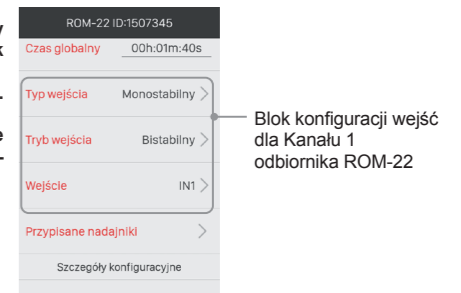 ROM-22 ID:1507345
Czas globalny 00h:01m:40s
Typ wejścia Monostabilny
Tryb wejścia Bistabilny
Wejście IN1
Przypisane nadajniki
Szczegóły konfiguracyjne
Blok konfiguracji wejść
dla Kanału 1
odbiornika ROM-22